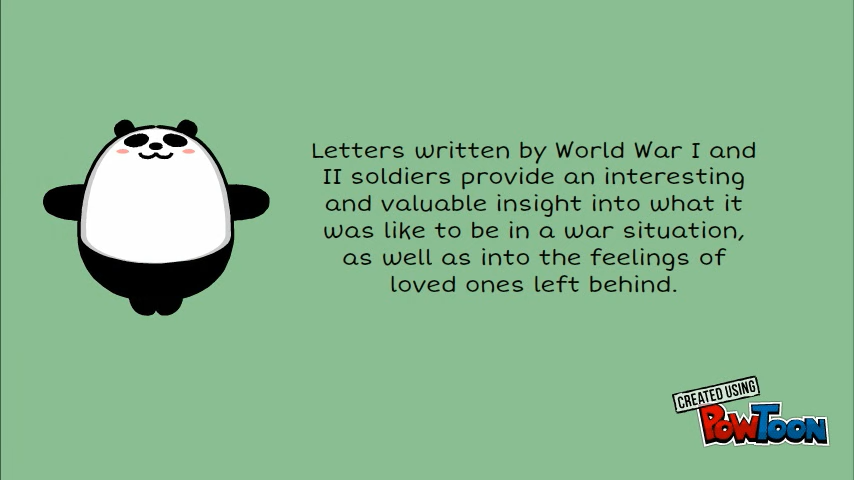 Letters written by World War I and
II soldiers provide an interesting
and valuable insight into what it
was like to be in a war situation,
as well as into the feelings of
loved ones left behind.
CREATED USING
POWTOON